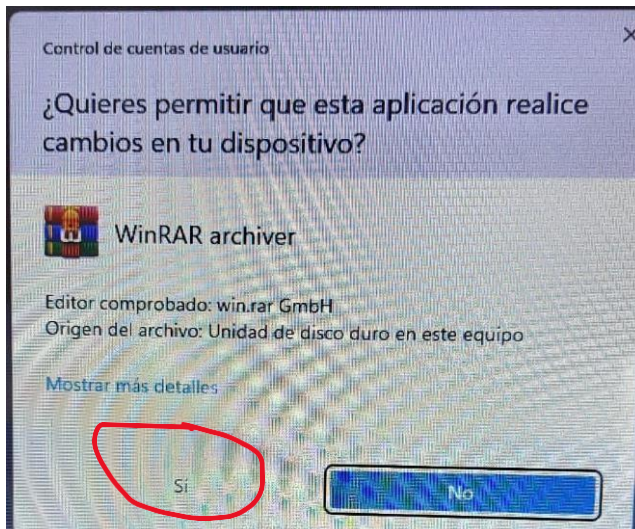 Control de cuentas de usuario
¿Quieres permitir que esta aplicación realice
cambios en tu dispositivo?
WinRAR archiver
Editor comprobado: win.rar GmbH
Origen del archivo: Unidad de disco duro en este equipo
Mostrar más detalles
Sí
No